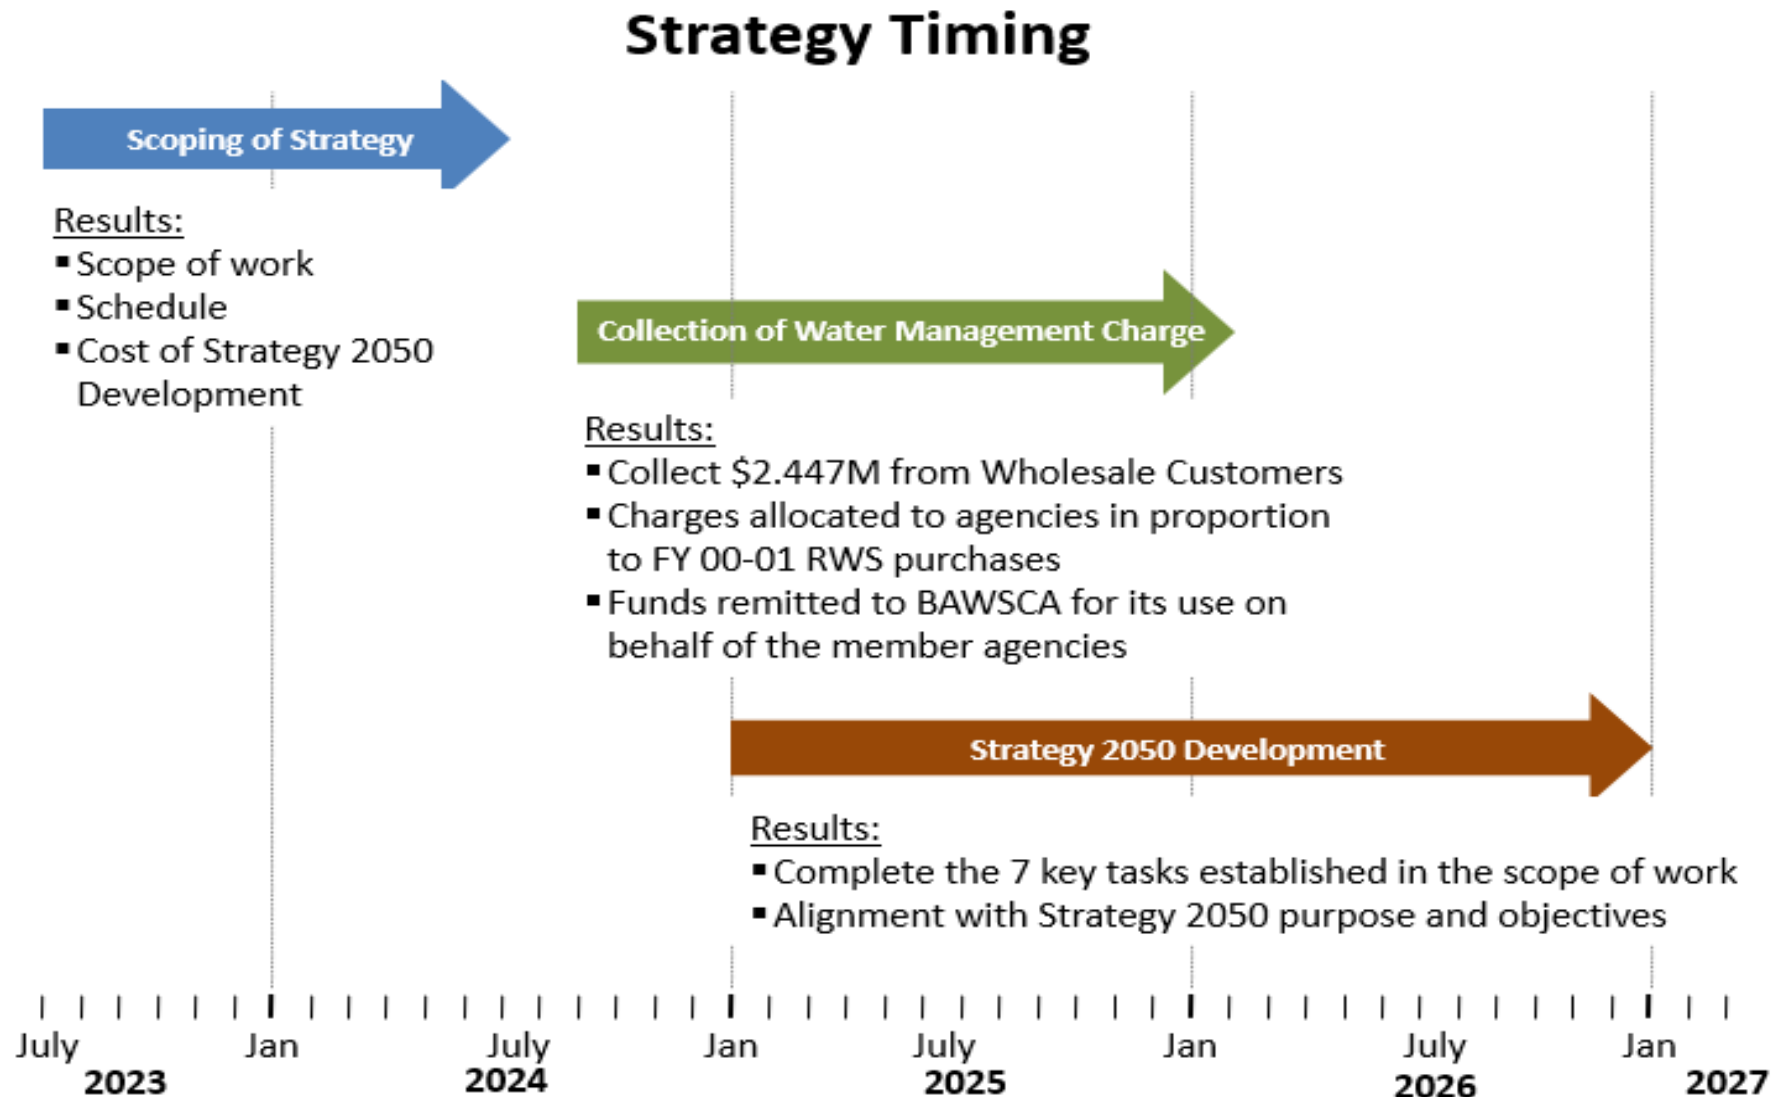 Strategy Timing
Scoping of Strategy
Results:
▪ Scope of work
▪ Schedule
▪ Cost of Strategy 2050
Development
Collection of Water Management Charge
Results:
▪ Collect $2.447M from Wholesale Customers
▪ Charges allocated to agencies in proportion
to FY 00-01 RWS purchases
▪ Funds remitted to BAWSCA for its use on
behalf of the member agencies
Strategy 2050 Development
Results:
▪ Complete the 7 key tasks established in the scope of work
▪ Alignment with Strategy 2050 purpose and objectives
July Jan July Jan July Jan July Jan
2023 2024 2025 2026 2027